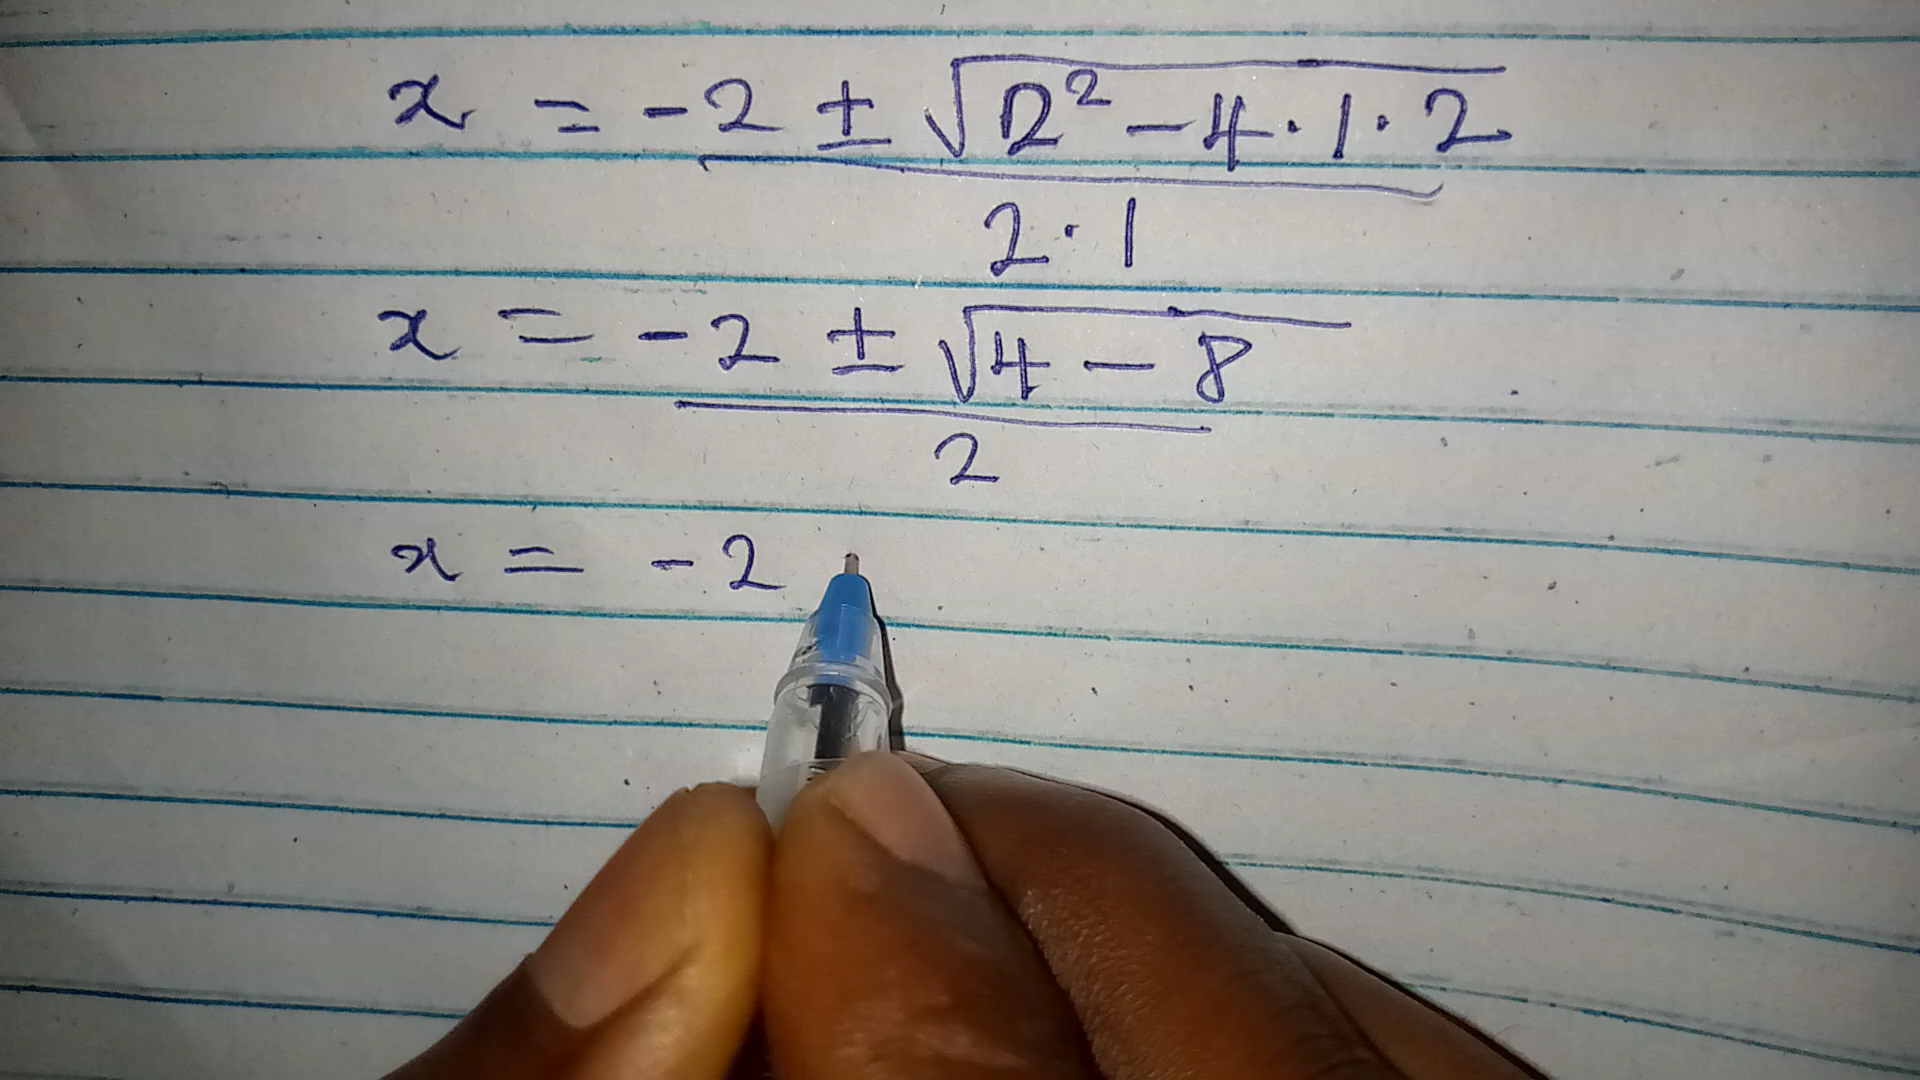 x = -2 ± √2² - 4·1·2
2·1
x = -2 ± √4 - 8
2
x = -2